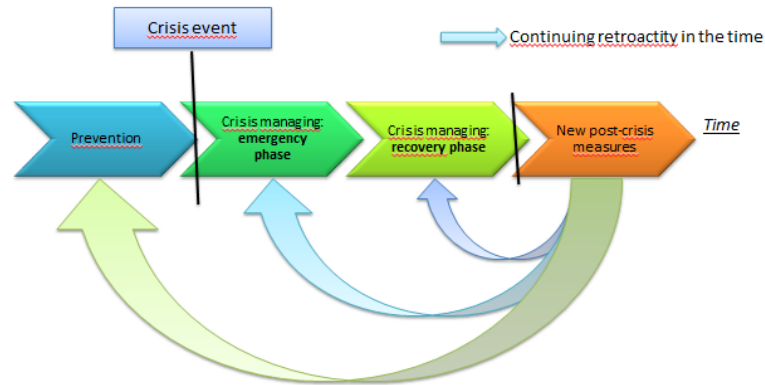 Crisis event
Continuing retroactity in the time
Prevention
Crisis managing:
emergency
phase
Crisis managing:
recovery phase
New post-crisis
measures
Time